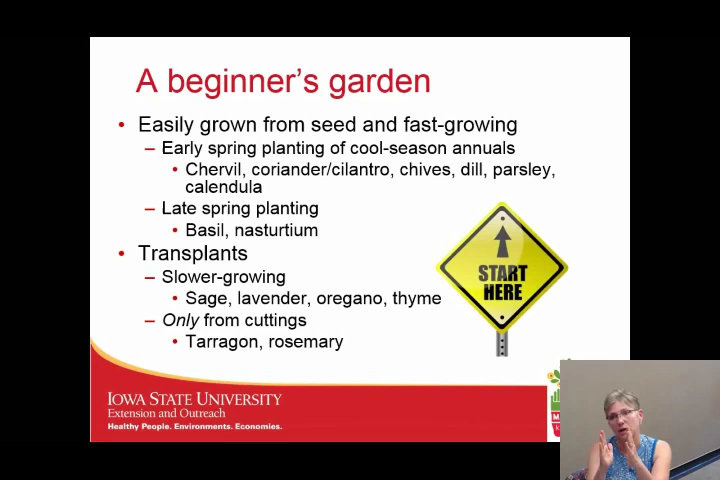 A beginner's garden
• Easily grown from seed and fast-growing
– Early spring planting of cool-season annuals
• Chervil, coriander/cilantro, chives, dill, parsley,
calendula
– Late spring planting
• Basil, nasturtium
• Transplants
– Slower-growing
• Sage, lavender, oregano, thyme
– Only from cuttings
• Tarragon, rosemary
START
HERE
IOWA STATE UNIVERSITY
Extension and Outreach
Healthy People. Environments. Economies.